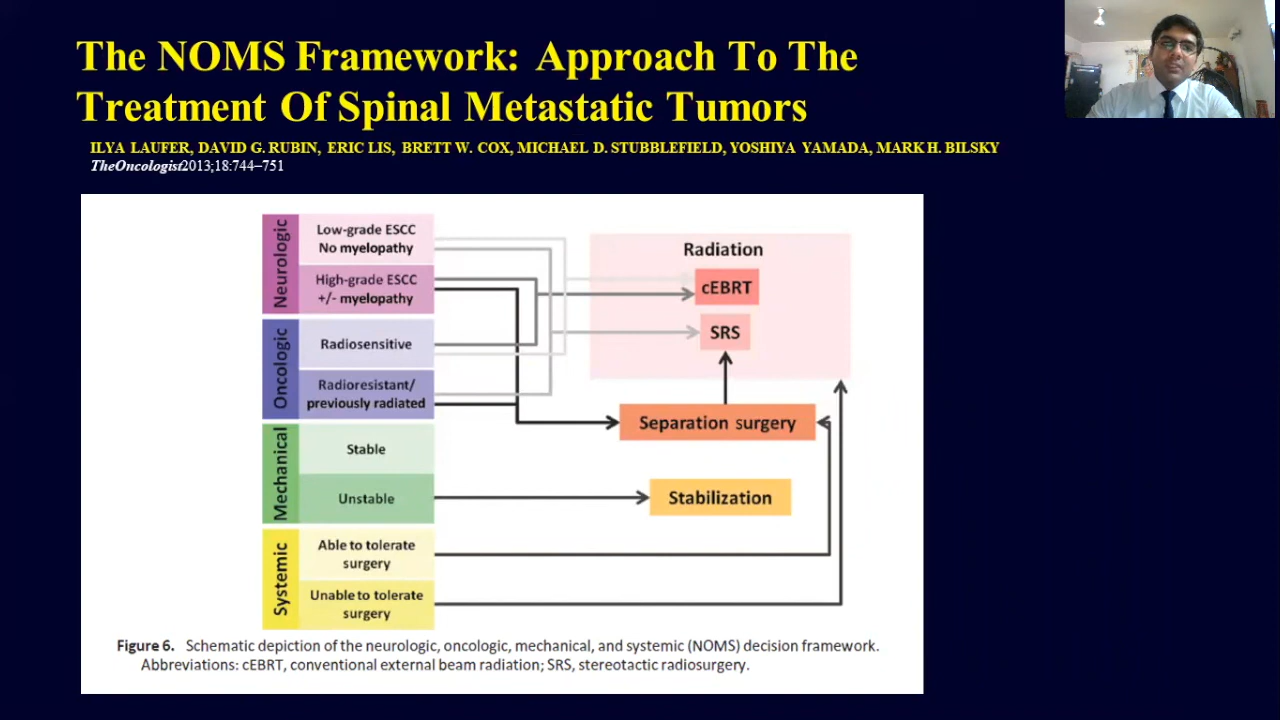 The NOMS Framework: Approach To The
Treatment Of Spinal Metastatic Tumors
ILYA LAUFER, DAVID G. RUBIN, ERIC LIS, BRETT W. COX, MICHAEL D. STUBBLEFIELD, YOSHIYA YAMADA, MARK H. BILSKY
TheOncologist2013;18:744–751
Neurologic
Low-grade ESCC
No myelopathy
High-grade ESCC
+/- myelopathy
Oncologic
Radiosensitive
Radioresistant/
previously radiated
Mechanical
Stable
Unstable
Systemic
Able to tolerate
surgery
Unable to tolerate
surgery
Radiation
cEBRT
SRS
Separation surgery
Stabilization
Figure 6. Schematic depiction of the neurologic, oncologic, mechanical, and systemic (NOMS) decision framework.
Abbreviations: cEBRT, conventional external beam radiation; SRS, stereotactic radiosurgery.